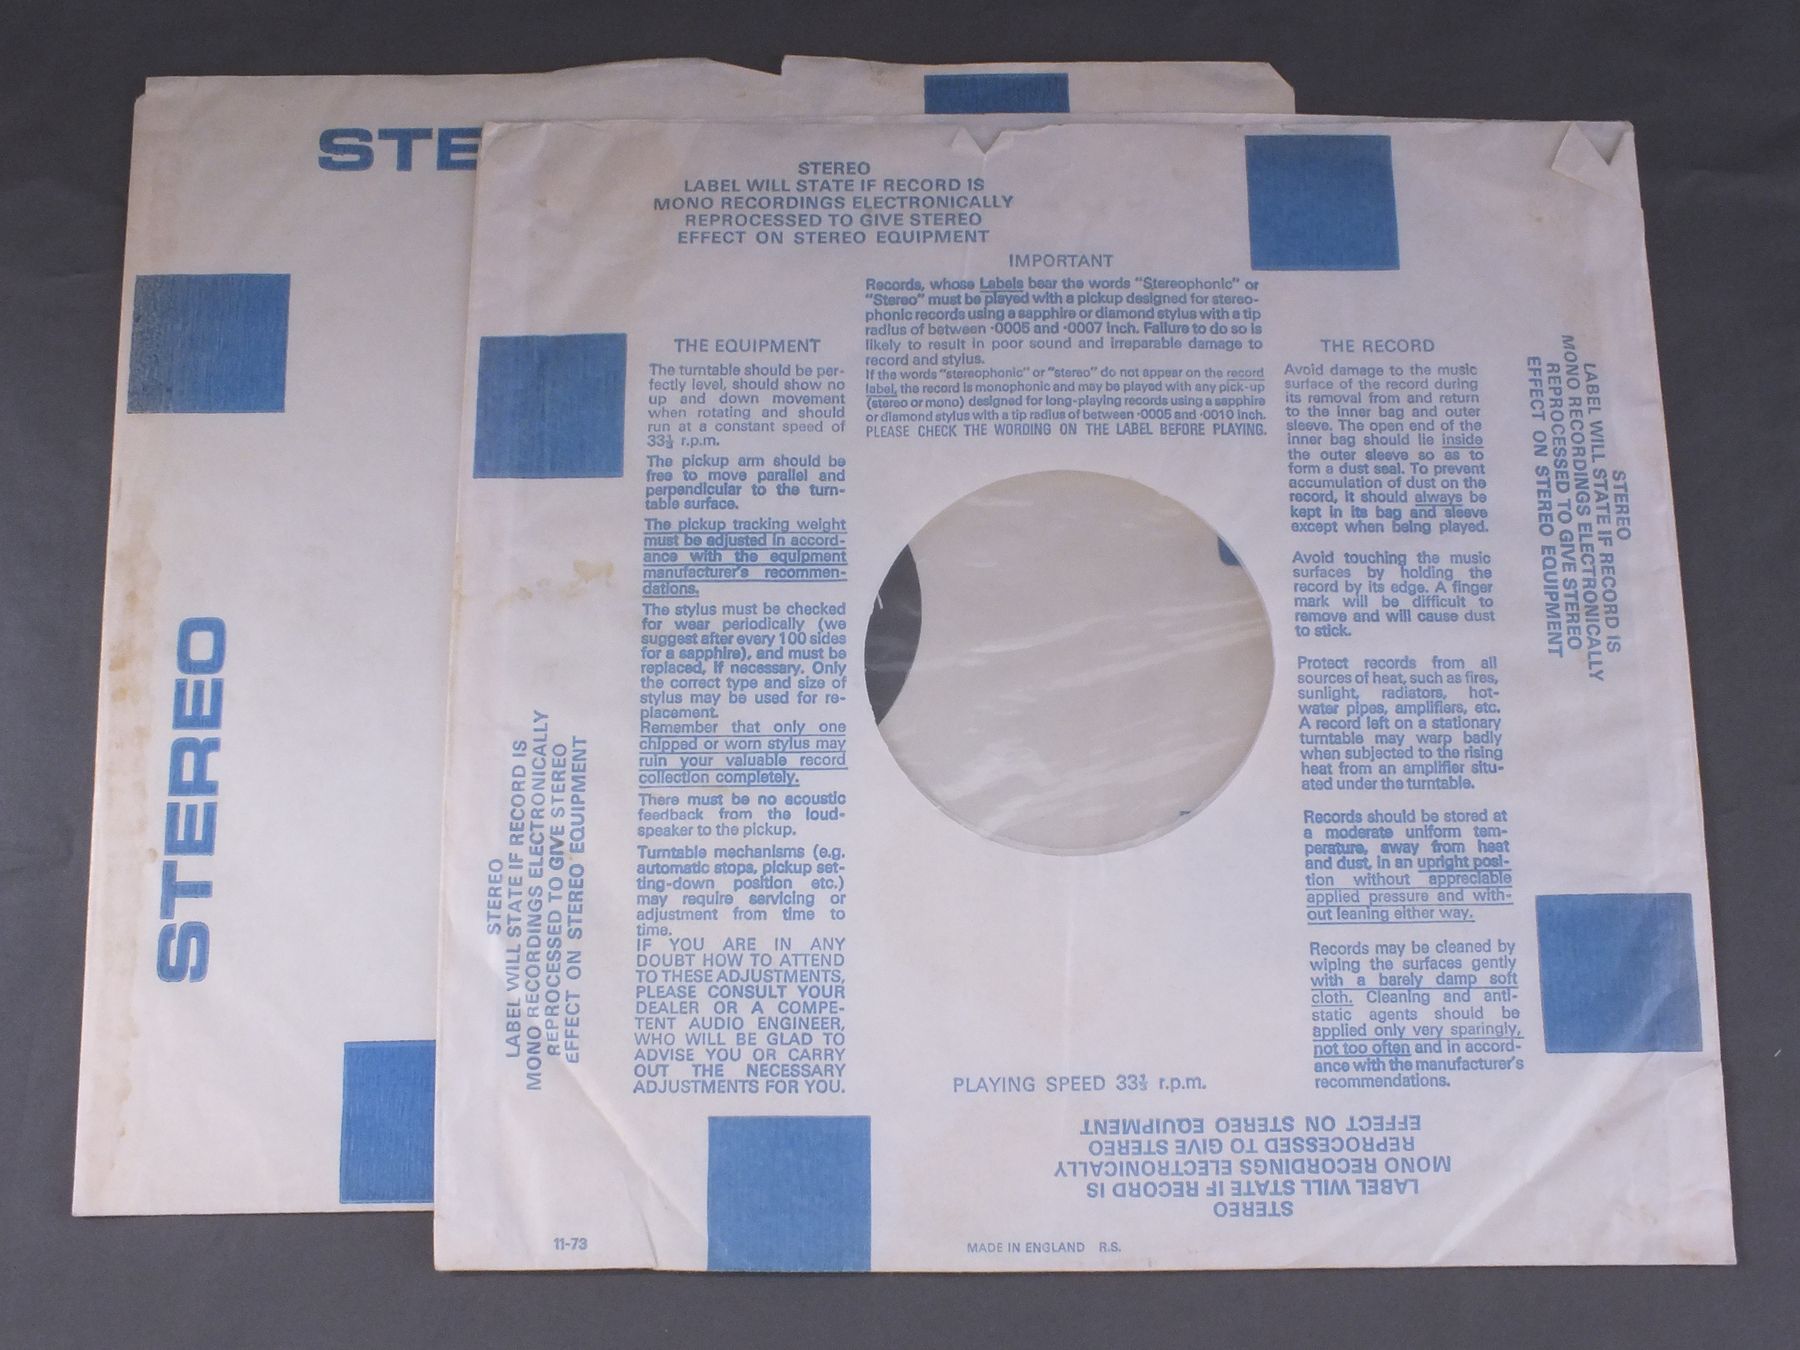 STE
STEREO
STEREO
LABEL WILL STATE IF RECORD IS
MONO RECORDINGS ELECTRONICALLY
REPROCESSED TO GIVE STEREO
EFFECT ON STEREO EQUIPMENT
IMPORTANT
Records, whose Labels bear the words "Stereophonic" or
"Stereo" must be played with a pickup designed for stereo-
phonic records using a sapphire or diamond stylus with a tip
radius of between ·0005 and ·0007 inch. Failure to do so is
likely to result in poor sound and irreparable damage to
record and stylus.
If the words "stereophonic" or "stereo" do not appear on the record
label, the record is monophonic and may be played with any pick-up
(stereo or mono) designed for long-playing records using a sapphire
or diamond stylus with a tip radius of between ·0005 and ·0010 inch.
PLEASE CHECK THE WORDING ON THE LABEL BEFORE PLAYING.
THE EQUIPMENT
The turntable should be per-
fectly level, should show no
up and down movement
when rotating and should
run at a constant speed of
33⅓ r.p.m.
The pickup arm should be
free to move parallel and
perpendicular to the turn-
table surface.
The pickup tracking weight
must be adjusted in accord-
ance with the equipment
manufacturer's recommen-
dations.
The stylus must be checked
for wear periodically (we
suggest after every 100 sides
for a sapphire), and must be
replaced, if necessary. Only
the correct type and size of
stylus may be used for re-
placement.
Remember that only one
chipped or worn stylus may
ruin your valuable record
collection completely.
There must be no acoustic
feedback from the loud-
speaker to the pickup.
Turntable mechanisms (e.g.
automatic stops, pickup set-
ting-down position etc.)
may require servicing or
adjustment from time to
time.
IF YOU ARE IN ANY
DOUBT HOW TO ATTEND
TO THESE ADJUSTMENTS,
PLEASE CONSULT YOUR
DEALER OR A COMPE-
TENT AUDIO ENGINEER,
WHO WILL BE GLAD TO
ADVISE YOU OR CARRY
OUT THE NECESSARY
ADJUSTMENTS FOR YOU.
THE RECORD
Avoid damage to the music
surface of the record during
its removal from and return
to the inner bag and outer
sleeve. The open end of the
inner bag should lie inside
the outer sleeve so as to
form a dust seal. To prevent
accumulation of dust on the
record, it should always be
kept in its bag and sleeve
except when being played.
Avoid touching the music
surfaces by holding the
record by its edge. A finger
mark will be difficult to
remove and will cause dust
to stick.
Protect records from all
sources of heat, such as fires,
sunlight, radiators, hot-
water pipes, amplifiers, etc.
A record left on a stationary
turntable may warp badly
when subjected to the rising
heat from an amplifier situ-
ated under the turntable.
Records should be stored at
a moderate uniform tem-
perature, away from heat
and dust, in an upright posi-
tion without appreciable
applied pressure and with-
out leaning either way.
Records may be cleaned by
wiping the surfaces gently
with a barely damp soft
cloth. Cleaning and anti-
static agents should be
applied only very sparingly,
not too often and in accord-
ance with the manufacturer's
recommendations.
STEREO
LABEL WILL STATE IF RECORD IS
MONO RECORDINGS ELECTRONICALLY
REPROCESSED TO GIVE STEREO
EFFECT ON STEREO EQUIPMENT
STEREO
LABEL WILL STATE IF RECORD IS
MONO RECORDINGS ELECTRONICALLY
REPROCESSED TO GIVE STEREO
EFFECT ON STEREO EQUIPMENT
PLAYING SPEED 33⅓ r.p.m.
STEREO
LABEL WILL STATE IF RECORD IS
MONO RECORDINGS ELECTRONICALLY
REPROCESSED TO GIVE STEREO
EFFECT ON STEREO EQUIPMENT
11-73
MADE IN ENGLAND R.S.